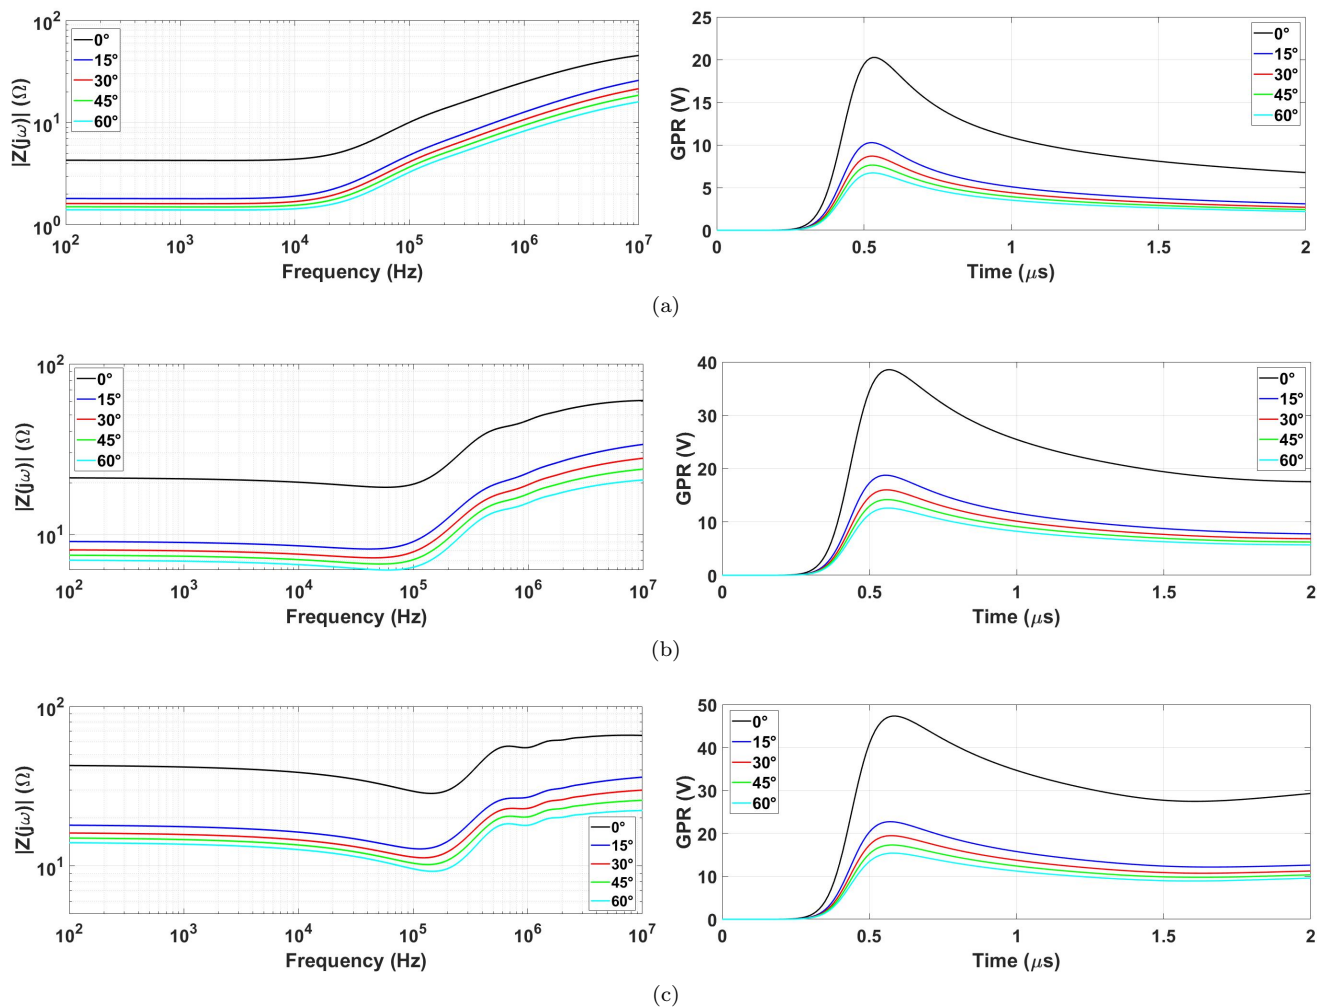 10²
10¹
10⁰
|Z(jω)| (Ω)
0°
15°
30°
45°
60°
10² 10³ 10⁴ 10⁵ 10⁶ 10⁷
Frequency (Hz)
25
20
15
10
5
0
GPR (V)
0°
15°
30°
45°
60°
0 0.5 1 1.5 2
Time (μs)
(a)
10²
10¹
|Z(jω)| (Ω)
0°
15°
30°
45°
60°
10² 10³ 10⁴ 10⁵ 10⁶ 10⁷
Frequency (Hz)
40
30
20
10
0
GPR (V)
0°
15°
30°
45°
60°
0 0.5 1 1.5 2
Time (μs)
(b)
10²
10¹
|Z(jω)| (Ω)
0°
15°
30°
45°
60°
10² 10³ 10⁴ 10⁵ 10⁶ 10⁷
Frequency (Hz)
50
40
30
20
10
0
GPR (V)
0°
15°
30°
45°
60°
0 0.5 1 1.5 2
Time (μs)
(c)